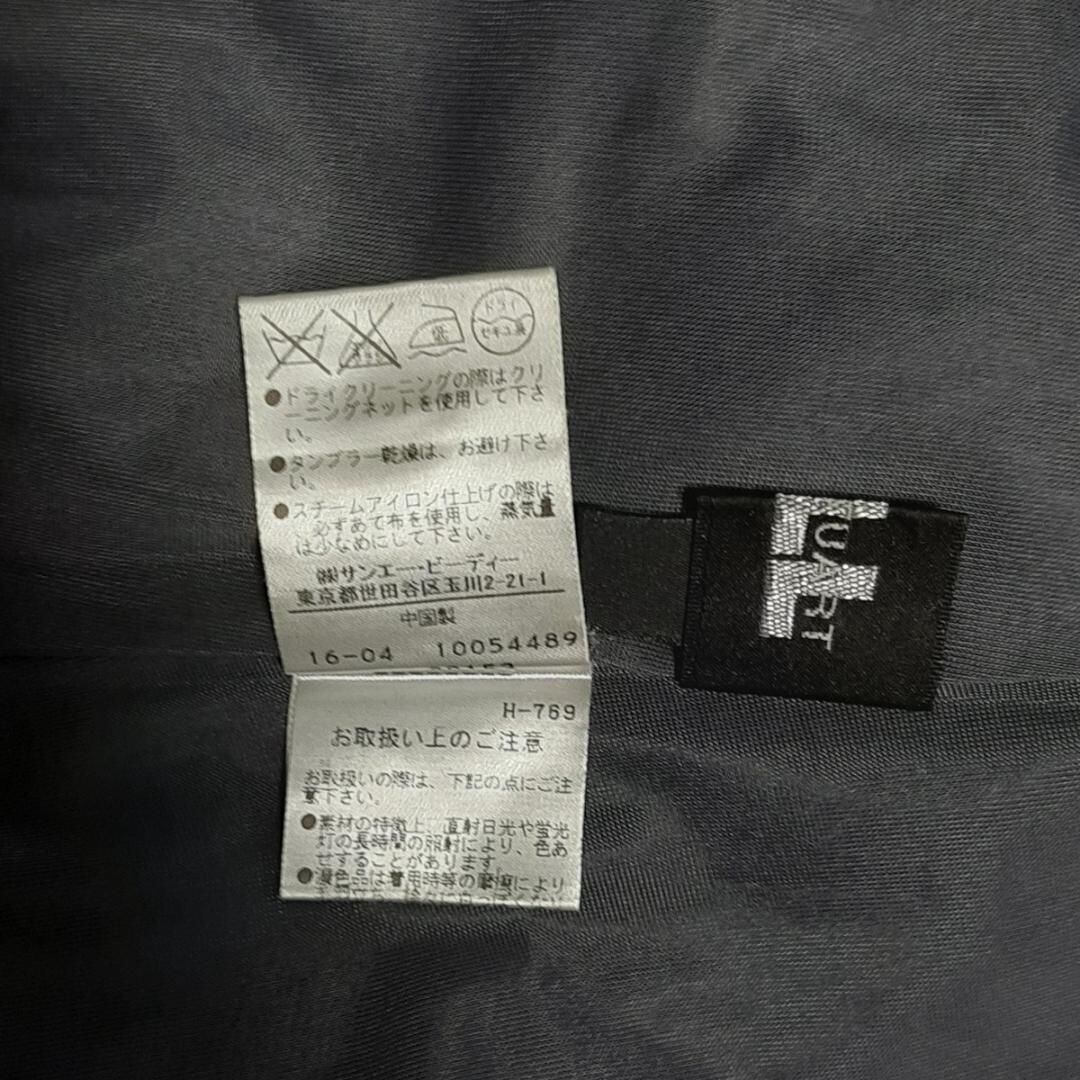 ドライ
セキユ系
●ドライクリーニングの際はクリ
ーニングネットを使用して下さ
い。
●タンブラー乾燥は、お避け下さ
い。
●スチームアイロン仕上げの際は
必ずあて布を使用し、蒸気量
は少なめにして下さい。
㈱サンエー・ビーディー
東京都世田谷区玉川2-21-1
中国製
16-04 10054489
H-769
お取扱い上のご注意
お取扱いの際は、下記の点にご注
意下さい。
●素材の特徴上、直射日光や蛍光
灯の長時間の照射により、色あ
せすることがあります
●濃色品は着用時等の摩擦により
UART